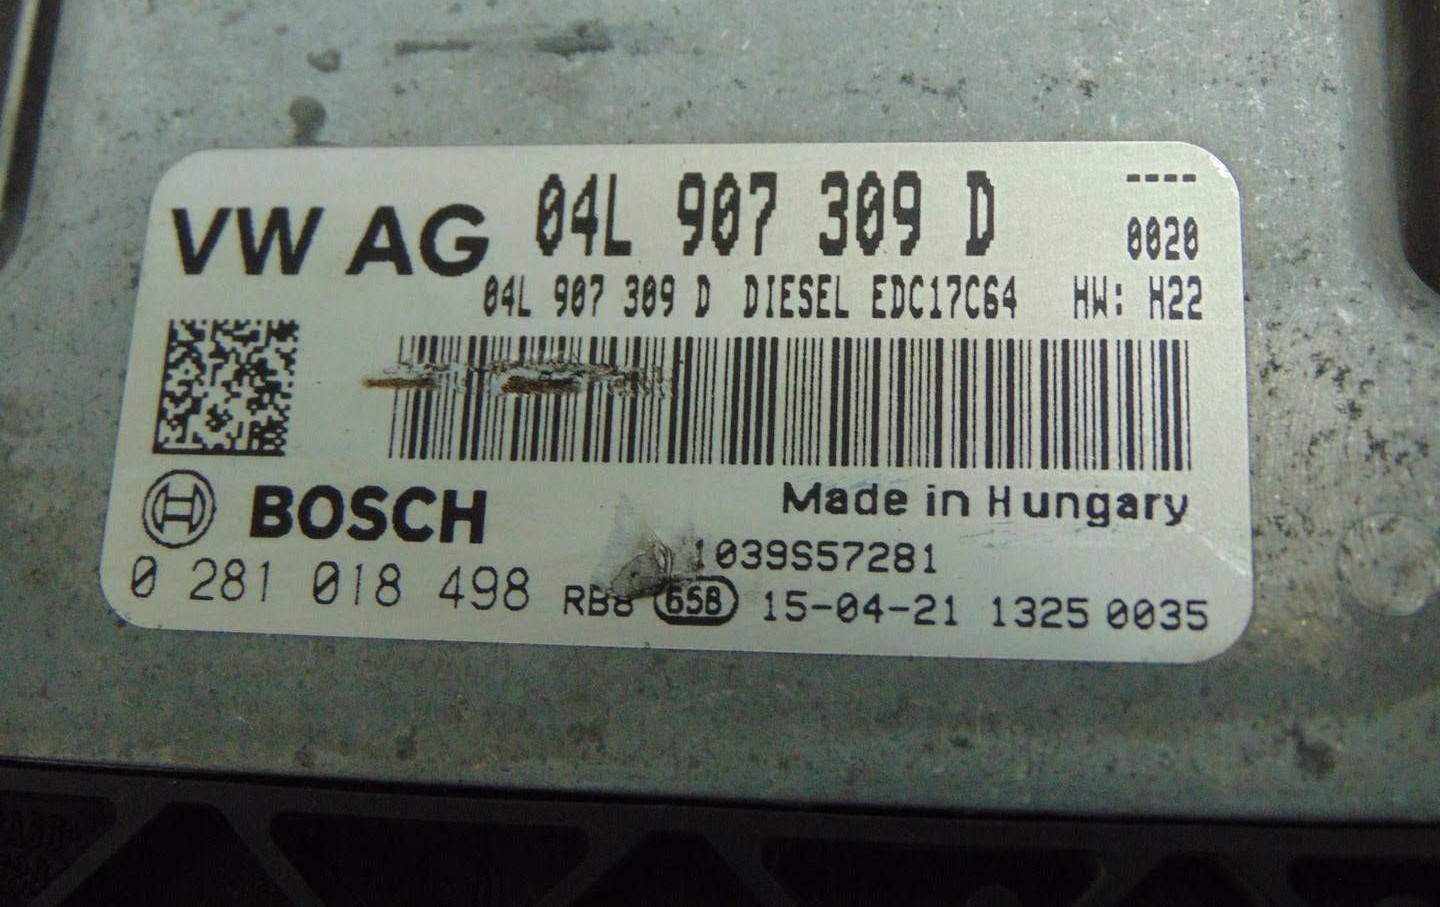 VW AG 04L 907 309 D ----
0020
04L 907 309 D DIESEL EDC17C64 HW: H22
BOSCH Made in Hungary
1039S57281
0 281 018 498 RB8 65B 15-04-21 1325 0035